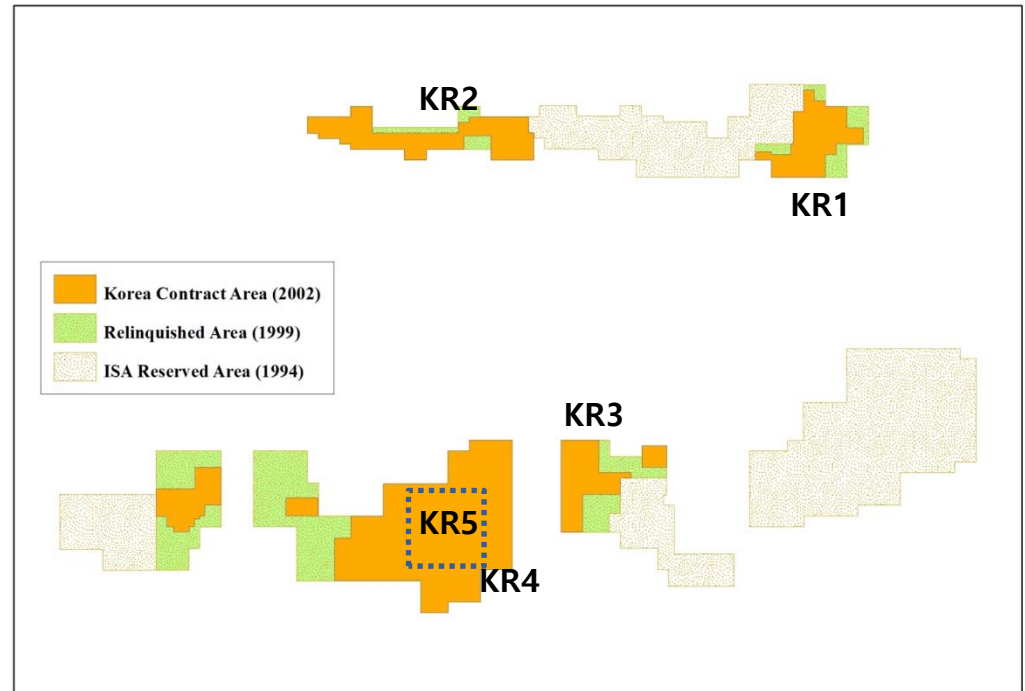 KR2
KR1
Korea Contract Area (2002)
Relinquished Area (1999)
ISA Reserved Area (1994)
KR3
KR5
KR4